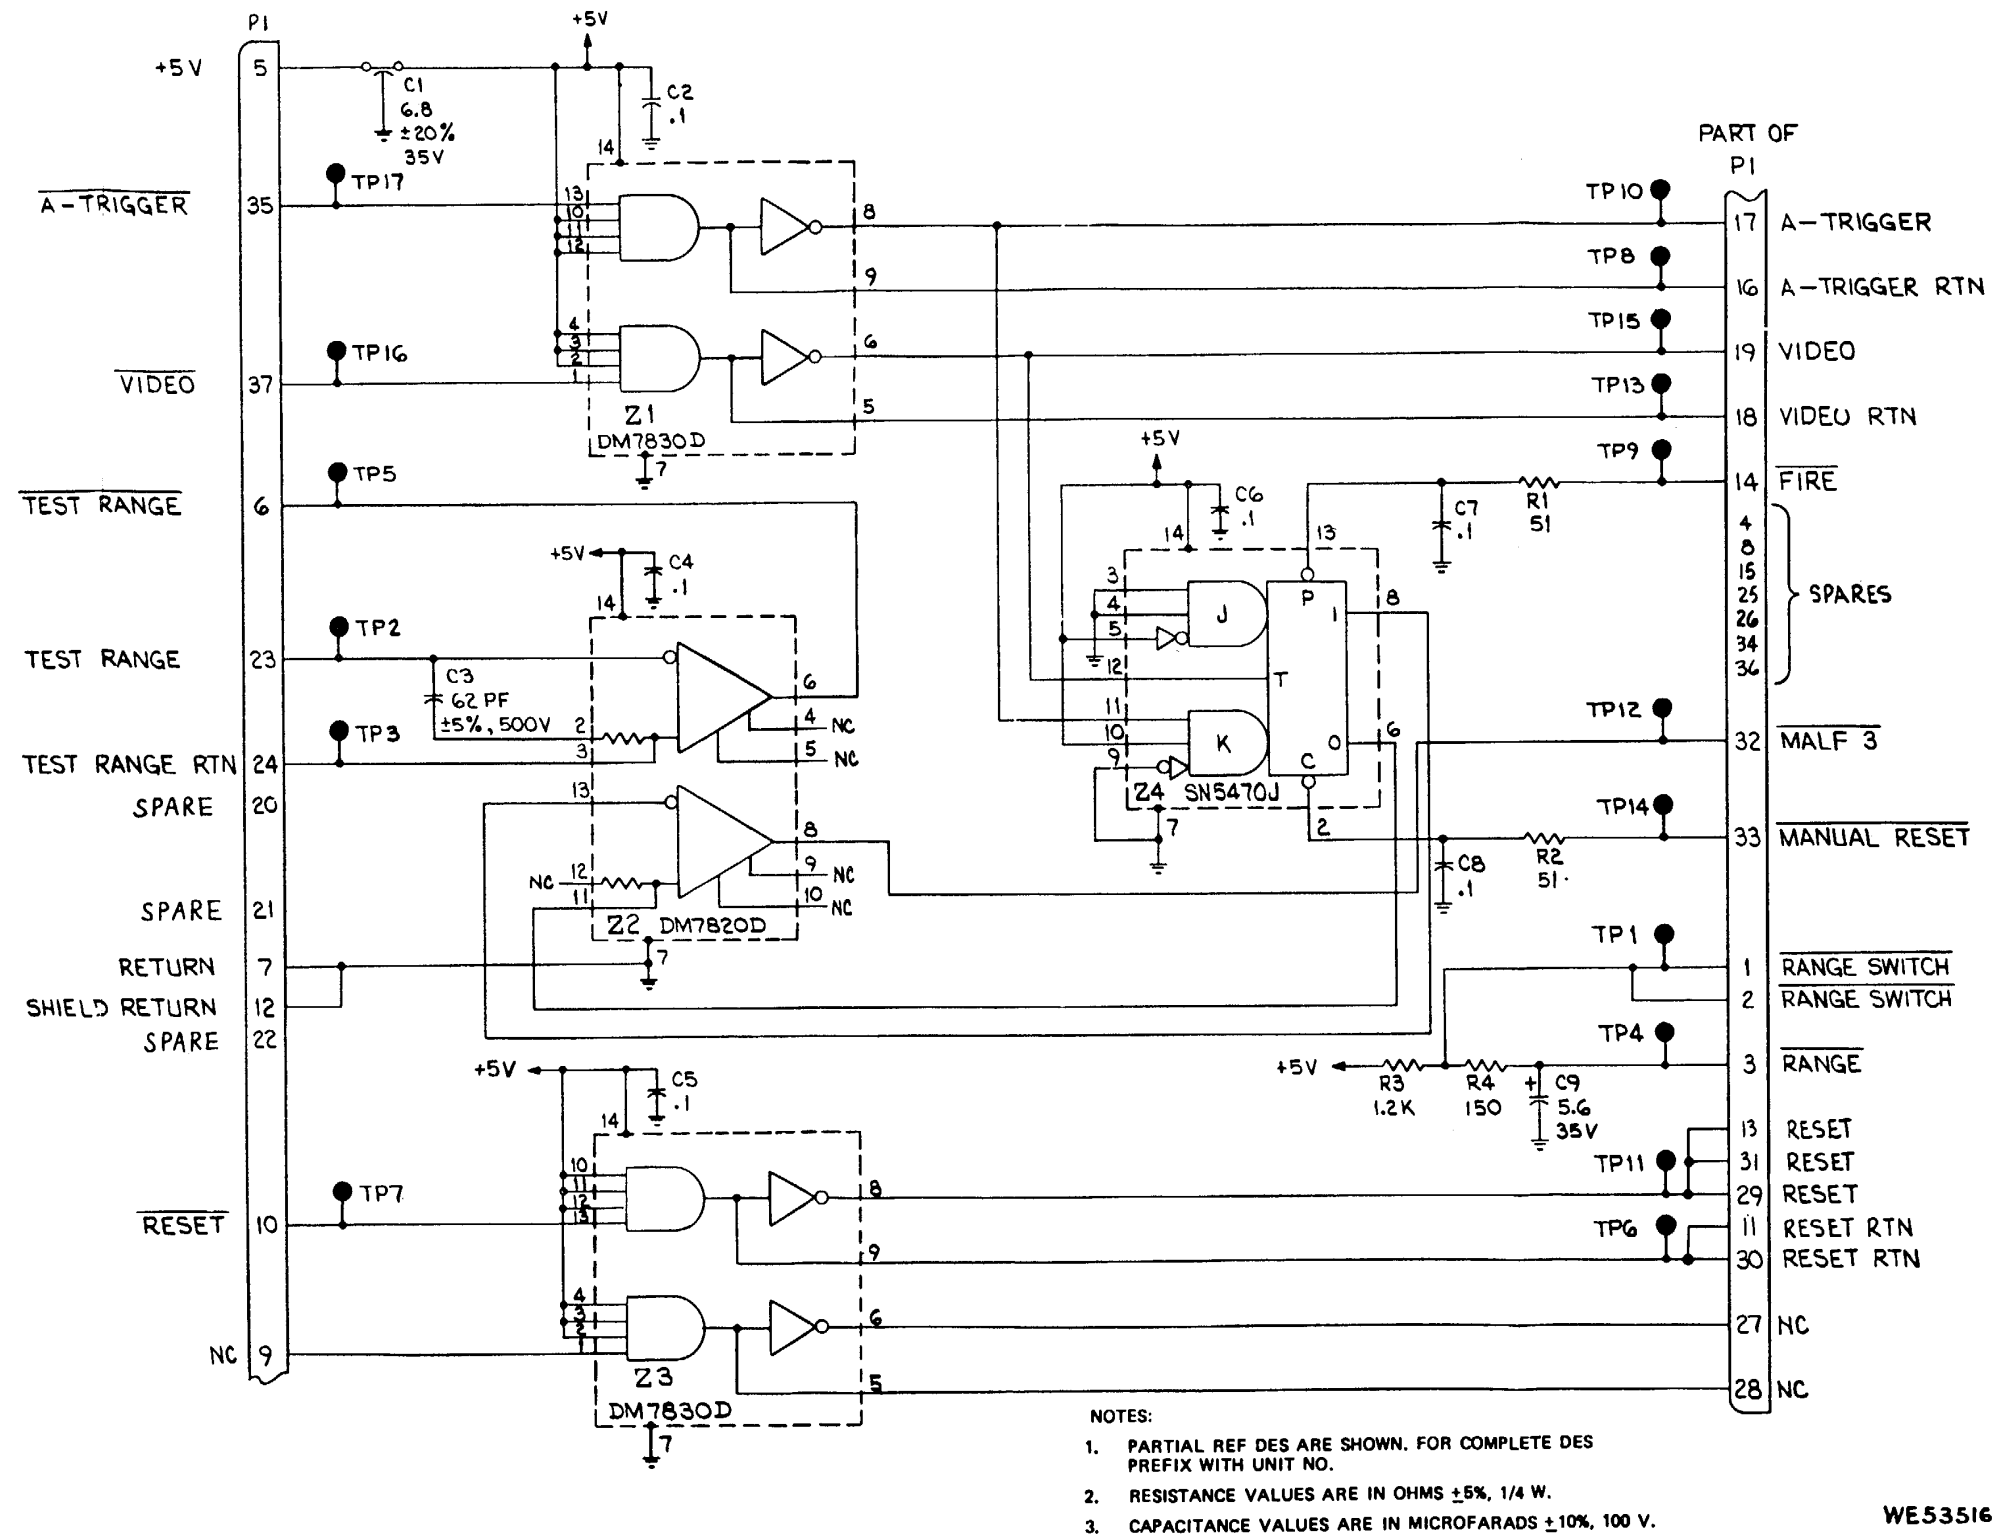 P1
+5V 5
C1
6.8
±20%
35V
+5V
C2
.1
14
A-TRIGGER 35
TP17
13
10
11
12
8
9
VIDEO 37
TP16
4
3
2
1
6
5
Z1
DM7830D
7
TEST RANGE 6
TP5
+5V
C4
.1
14
TEST RANGE 23
TP2
C3
62 PF
±5%, 500V
TEST RANGE RTN 24
TP3
2
3
6
4 NC
5 NC
SPARE 20
13
8
9 NC
10 NC
NC 12
11
Z2 DM7820D
7
SPARE 21
RETURN 7
SHIELD RETURN 12
SPARE 22
+5V
C5
.1
14
RESET 10
TP7
10
11
12
13
8
9
NC 9
4
3
2
1
6
5
Z3
DM7830D
7
+5V
C6
.1
14
13
3
4
5
J
P
1
8
12
T
11
10
9
K
0
6
C
Z4 SN5470J
7
2
C7
.1
R1
51
C8
.1
R2
51.
+5V
R3
1.2K
R4
150
+
C9
5.6
35V
PART OF
P1
TP10
17 A-TRIGGER
TP8
16 A-TRIGGER RTN
TP15
19 VIDEO
TP13
18 VIDEO RTN
TP9
14 FIRE
4
8
15
25
26
34
36
SPARES
TP12
32 MALF 3
TP14
33 MANUAL RESET
TP1
1 RANGE SWITCH
2 RANGE SWITCH
TP4
3 RANGE
13 RESET
TP11
31 RESET
29 RESET
TP6
11 RESET RTN
30 RESET RTN
27 NC
28 NC
NOTES:
1. PARTIAL REF DES ARE SHOWN. FOR COMPLETE DES
PREFIX WITH UNIT NO.
2. RESISTANCE VALUES ARE IN OHMS ±5%, 1/4 W.
3. CAPACITANCE VALUES ARE IN MICROFARADS ±10%, 100 V.
WE53516